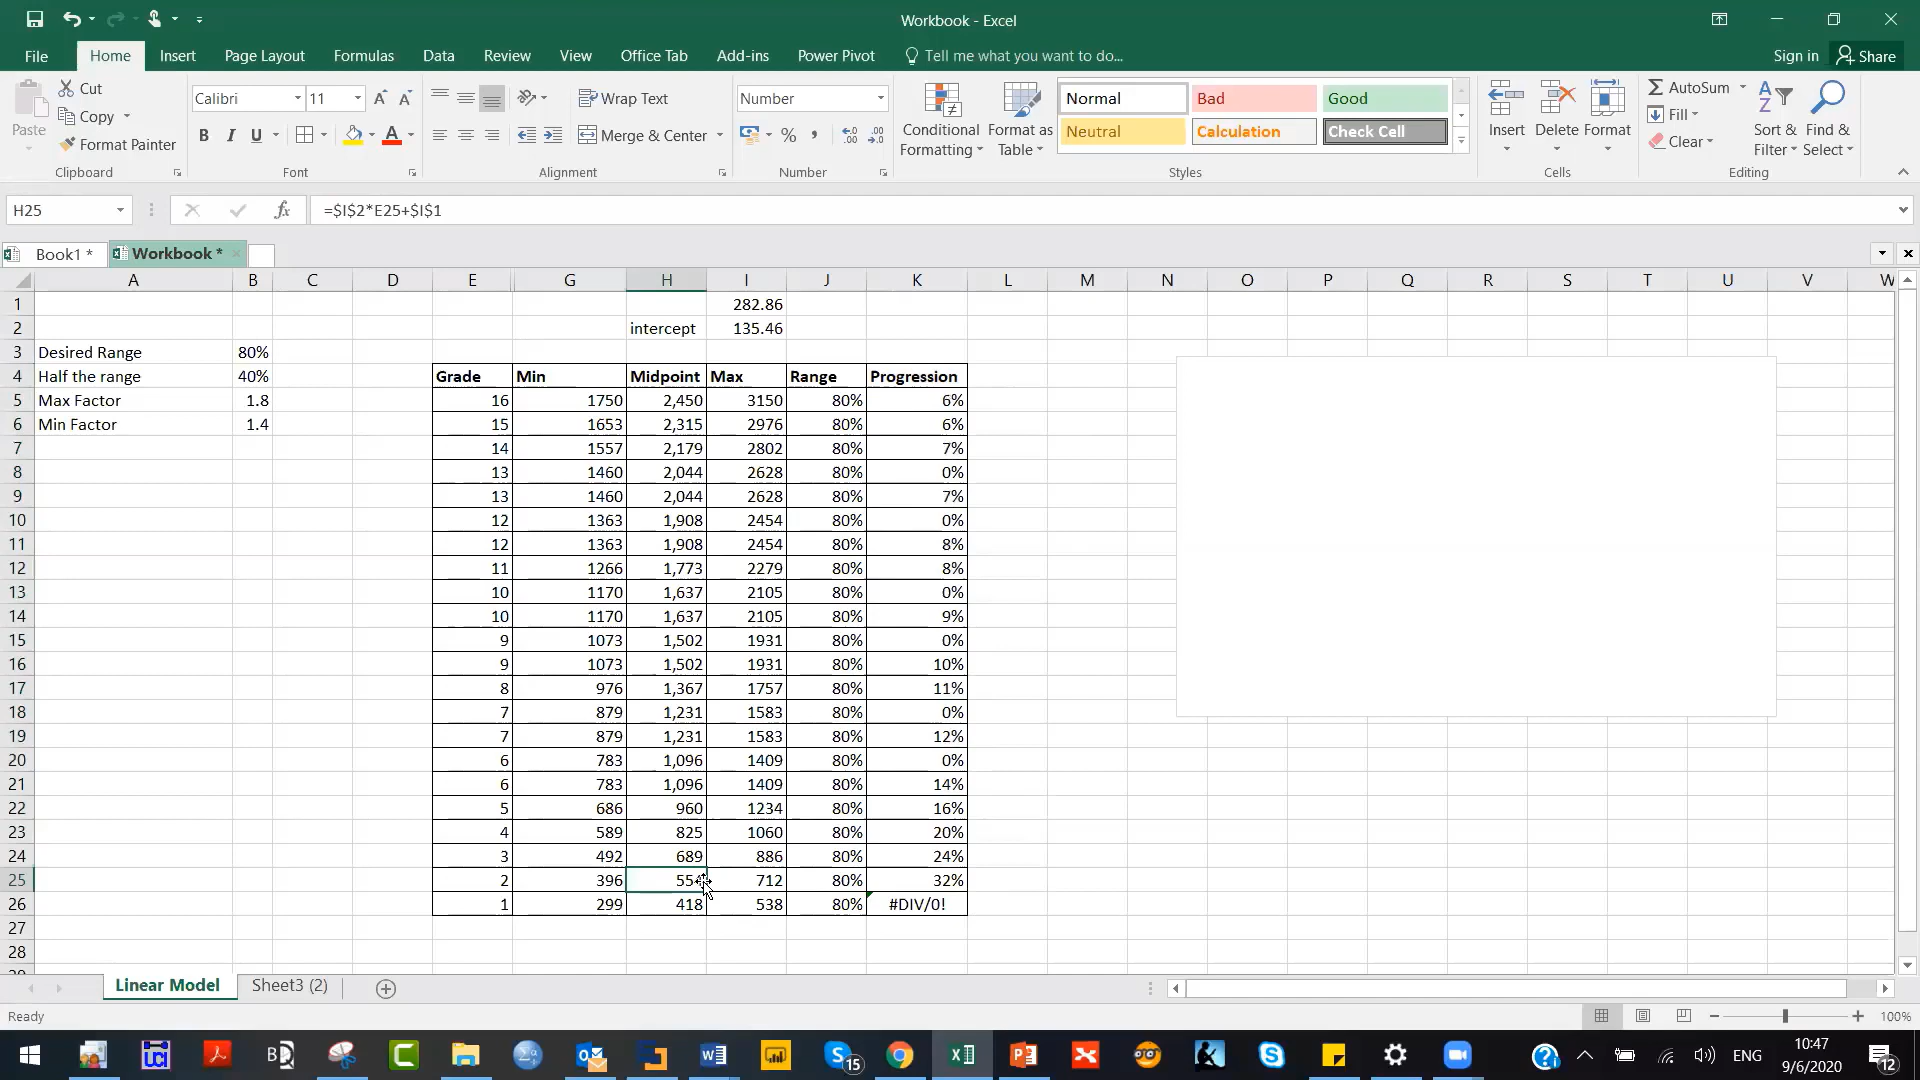 Workbook - Excel
File Home Insert Page Layout Formulas Data Review View Office Tab Add-ins Power Pivot Tell me what you want to do... Sign in Share
Paste
Cut
Copy
Format Painter
Clipboard
Calibri 11
B I U
Font
Wrap Text
Merge & Center
Alignment
Number
% ,
Number
Conditional Formatting
Format as Table
Normal Bad Good
Neutral Calculation Check Cell
Styles
Insert Delete Format
Cells
AutoSum
Fill
Clear
Sort & Filter
Find & Select
Editing
H25 fx =$I$2*E25+$I$1
Book1 * Workbook *
A B C D E G H I J K L M N O P Q R S T U V W
1 282.86
2 intercept 135.46
3 Desired Range 80%
4 Half the range 40% Grade Min Midpoint Max Range Progression
5 Max Factor 1.8 16 1750 2,450 3150 80% 6%
6 Min Factor 1.4 15 1653 2,315 2976 80% 6%
7 14 1557 2,179 2802 80% 7%
8 13 1460 2,044 2628 80% 0%
9 13 1460 2,044 2628 80% 7%
10 12 1363 1,908 2454 80% 0%
11 12 1363 1,908 2454 80% 8%
12 11 1266 1,773 2279 80% 8%
13 10 1170 1,637 2105 80% 0%
14 10 1170 1,637 2105 80% 9%
15 9 1073 1,502 1931 80% 0%
16 9 1073 1,502 1931 80% 10%
17 8 976 1,367 1757 80% 11%
18 7 879 1,231 1583 80% 0%
19 7 879 1,231 1583 80% 12%
20 6 783 1,096 1409 80% 0%
21 6 783 1,096 1409 80% 14%
22 5 686 960 1234 80% 16%
23 4 589 825 1060 80% 20%
24 3 492 689 886 80% 24%
25 2 396 554 712 80% 32%
26 1 299 418 538 80% #DIV/0!
27
28
Linear Model Sheet3 (2)
Ready 100%
15 ENG 10:47
9/6/2020 12